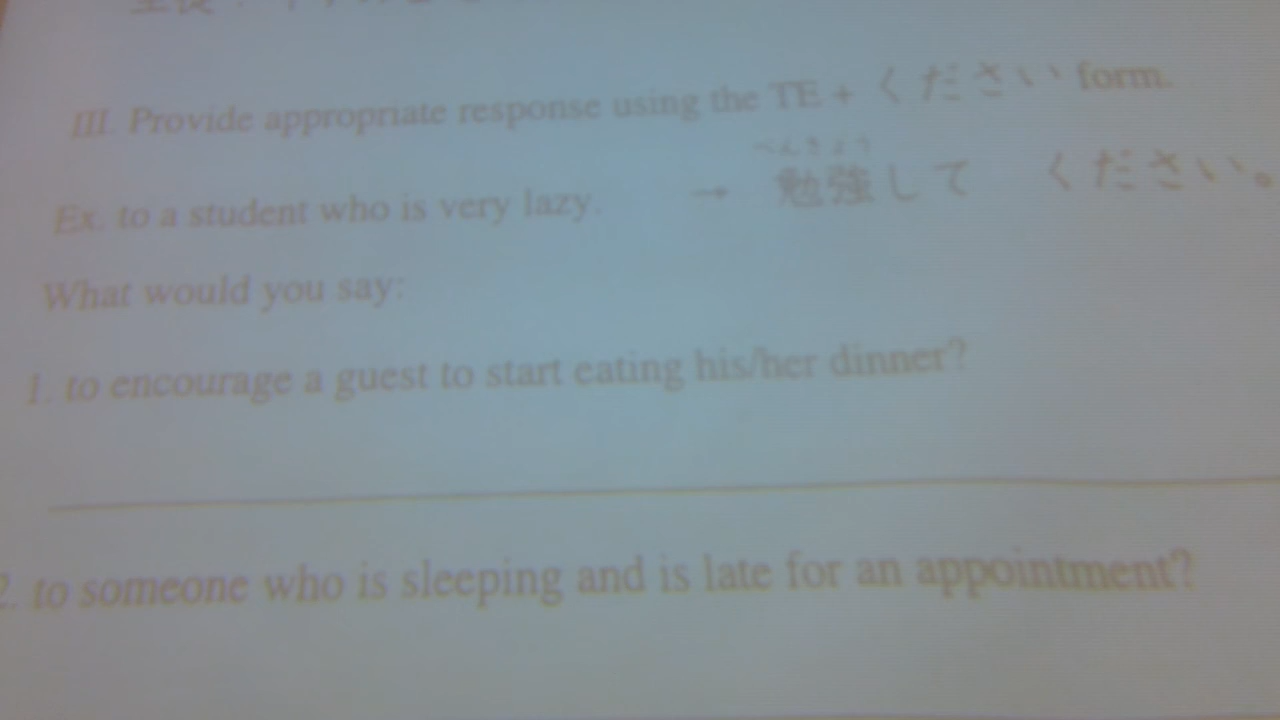 III. Provide appropriate response using the TE + ください form.
べんきょう
Ex. to a student who is very lazy. → 勉強して ください。
What would you say:
1. to encourage a guest to start eating his/her dinner?
2. to someone who is sleeping and is late for an appointment?